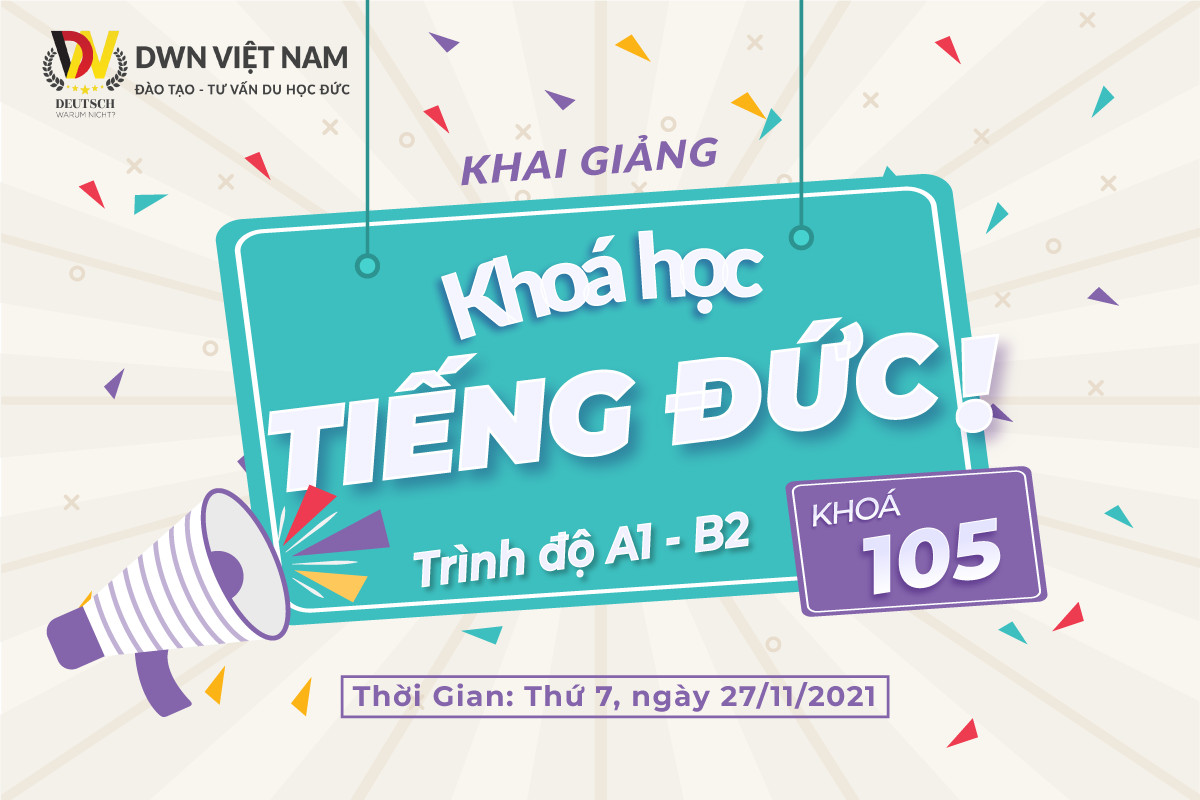 DWN VIỆT NAM
ĐÀO TẠO - TƯ VẤN DU HỌC ĐỨC
DEUTSCH
WARUM NICHT?
KHAI GIẢNG
Khoá học
TIẾNG ĐỨC!
Trình độ A1 - B2
KHOÁ
105
Thời Gian: Thứ 7, ngày 27/11/2021